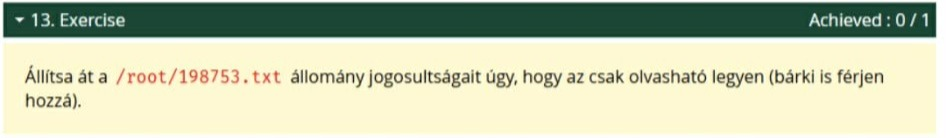 13. Exercise
Achieved : 0 / 1
Állítsa át a /root/198753.txt állomány jogosultságait úgy, hogy az csak olvasható legyen (bárki is férjen
hozzá).